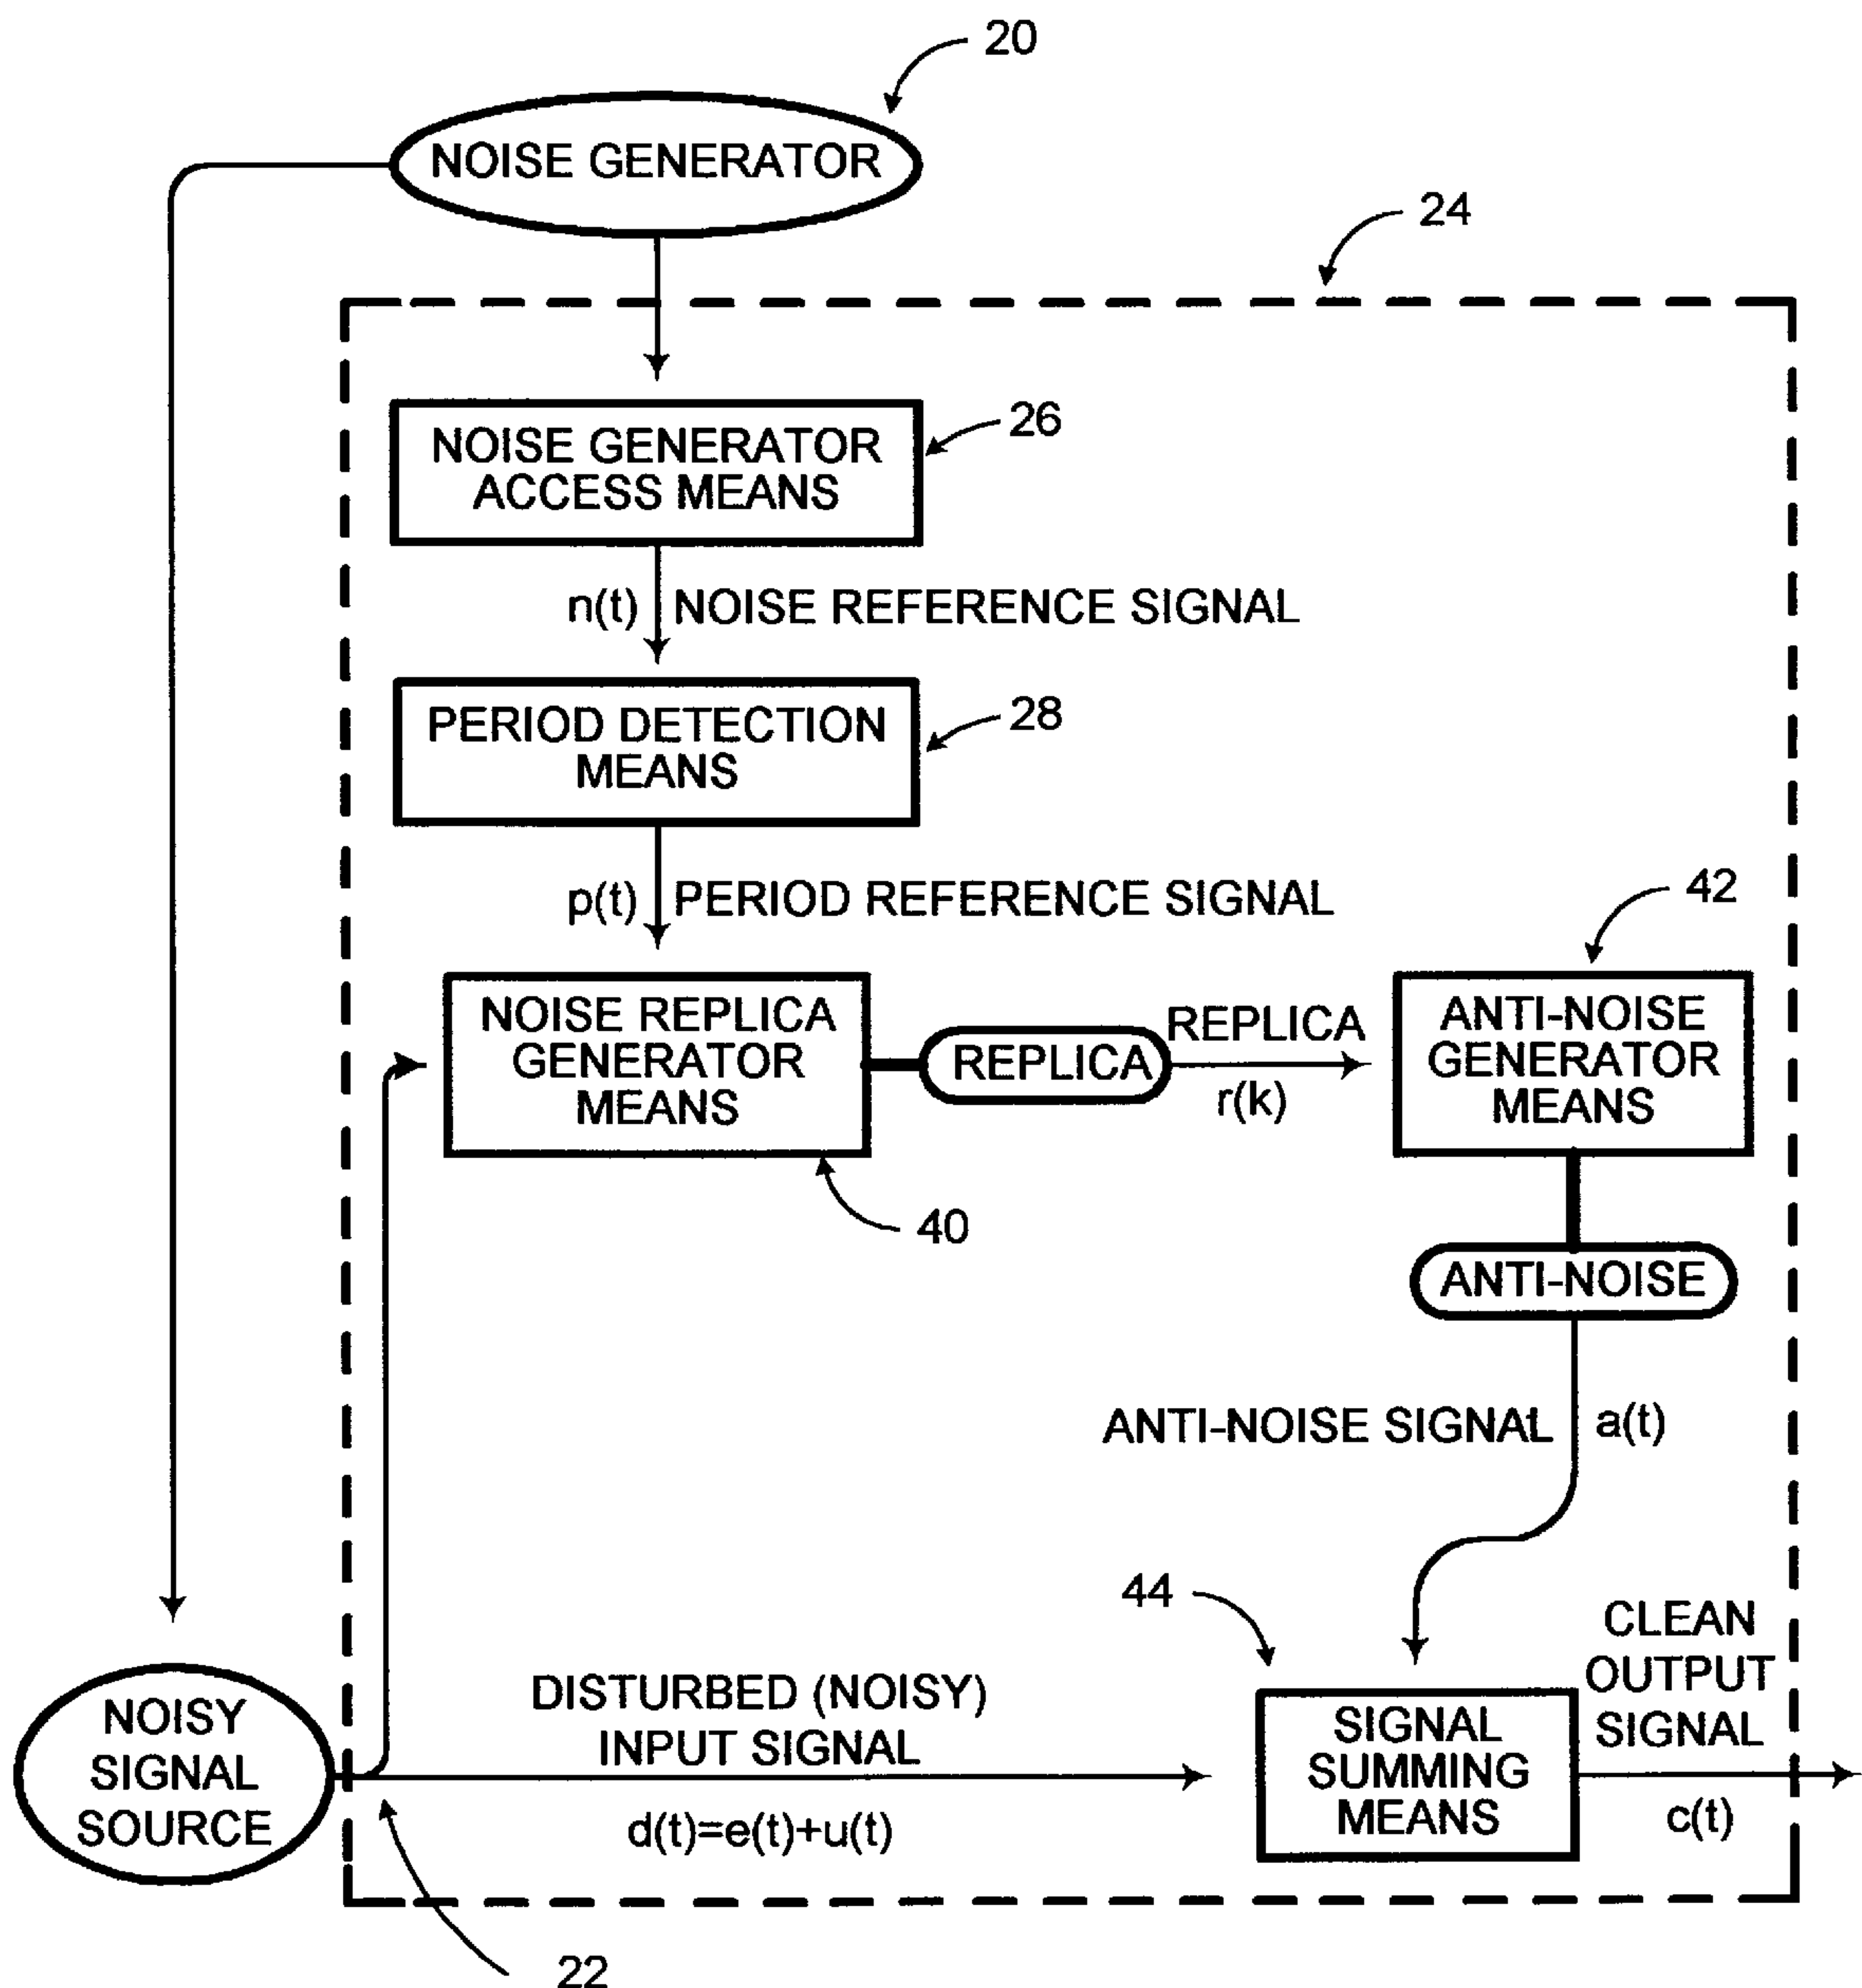 20
NOISE GENERATOR
24
NOISE GENERATOR
ACCESS MEANS
26
n(t) NOISE REFERENCE SIGNAL
PERIOD DETECTION
MEANS
28
p(t) PERIOD REFERENCE SIGNAL
42
NOISE REPLICA
GENERATOR
MEANS
REPLICA
REPLICA
r(k)
ANTI-NOISE
GENERATOR
MEANS
40
ANTI-NOISE
ANTI-NOISE SIGNAL a(t)
44
NOISY
SIGNAL
SOURCE
DISTURBED (NOISY)
INPUT SIGNAL
d(t)=e(t)+u(t)
SIGNAL
SUMMING
MEANS
CLEAN
OUTPUT
SIGNAL
c(t)
22